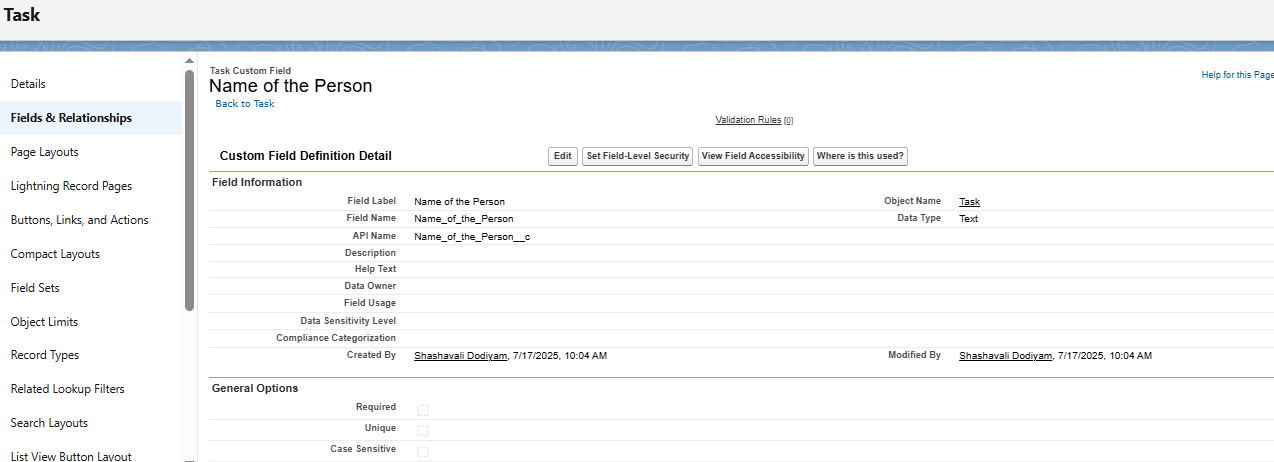 Task
Details
Fields & Relationships
Page Layouts
Lightning Record Pages
Buttons, Links, and Actions
Compact Layouts
Field Sets
Object Limits
Record Types
Related Lookup Filters
Search Layouts
List View Button Layout
Task Custom Field
Name of the Person
Back to Task
Help for this Page
Validation Rules [0]
Custom Field Definition Detail
Edit Set Field-Level Security View Field Accessibility Where is this used?
Field Information
Field Label Name of the Person Object Name Task
Field Name Name_of_the_Person Data Type Text
API Name Name_of_the_Person__c
Description
Help Text
Data Owner
Field Usage
Data Sensitivity Level
Compliance Categorization
Created By Shashavali Dodiyam, 7/17/2025, 10:04 AM Modified By Shashavali Dodiyam, 7/17/2025, 10:04 AM
General Options
Required
Unique
Case Sensitive